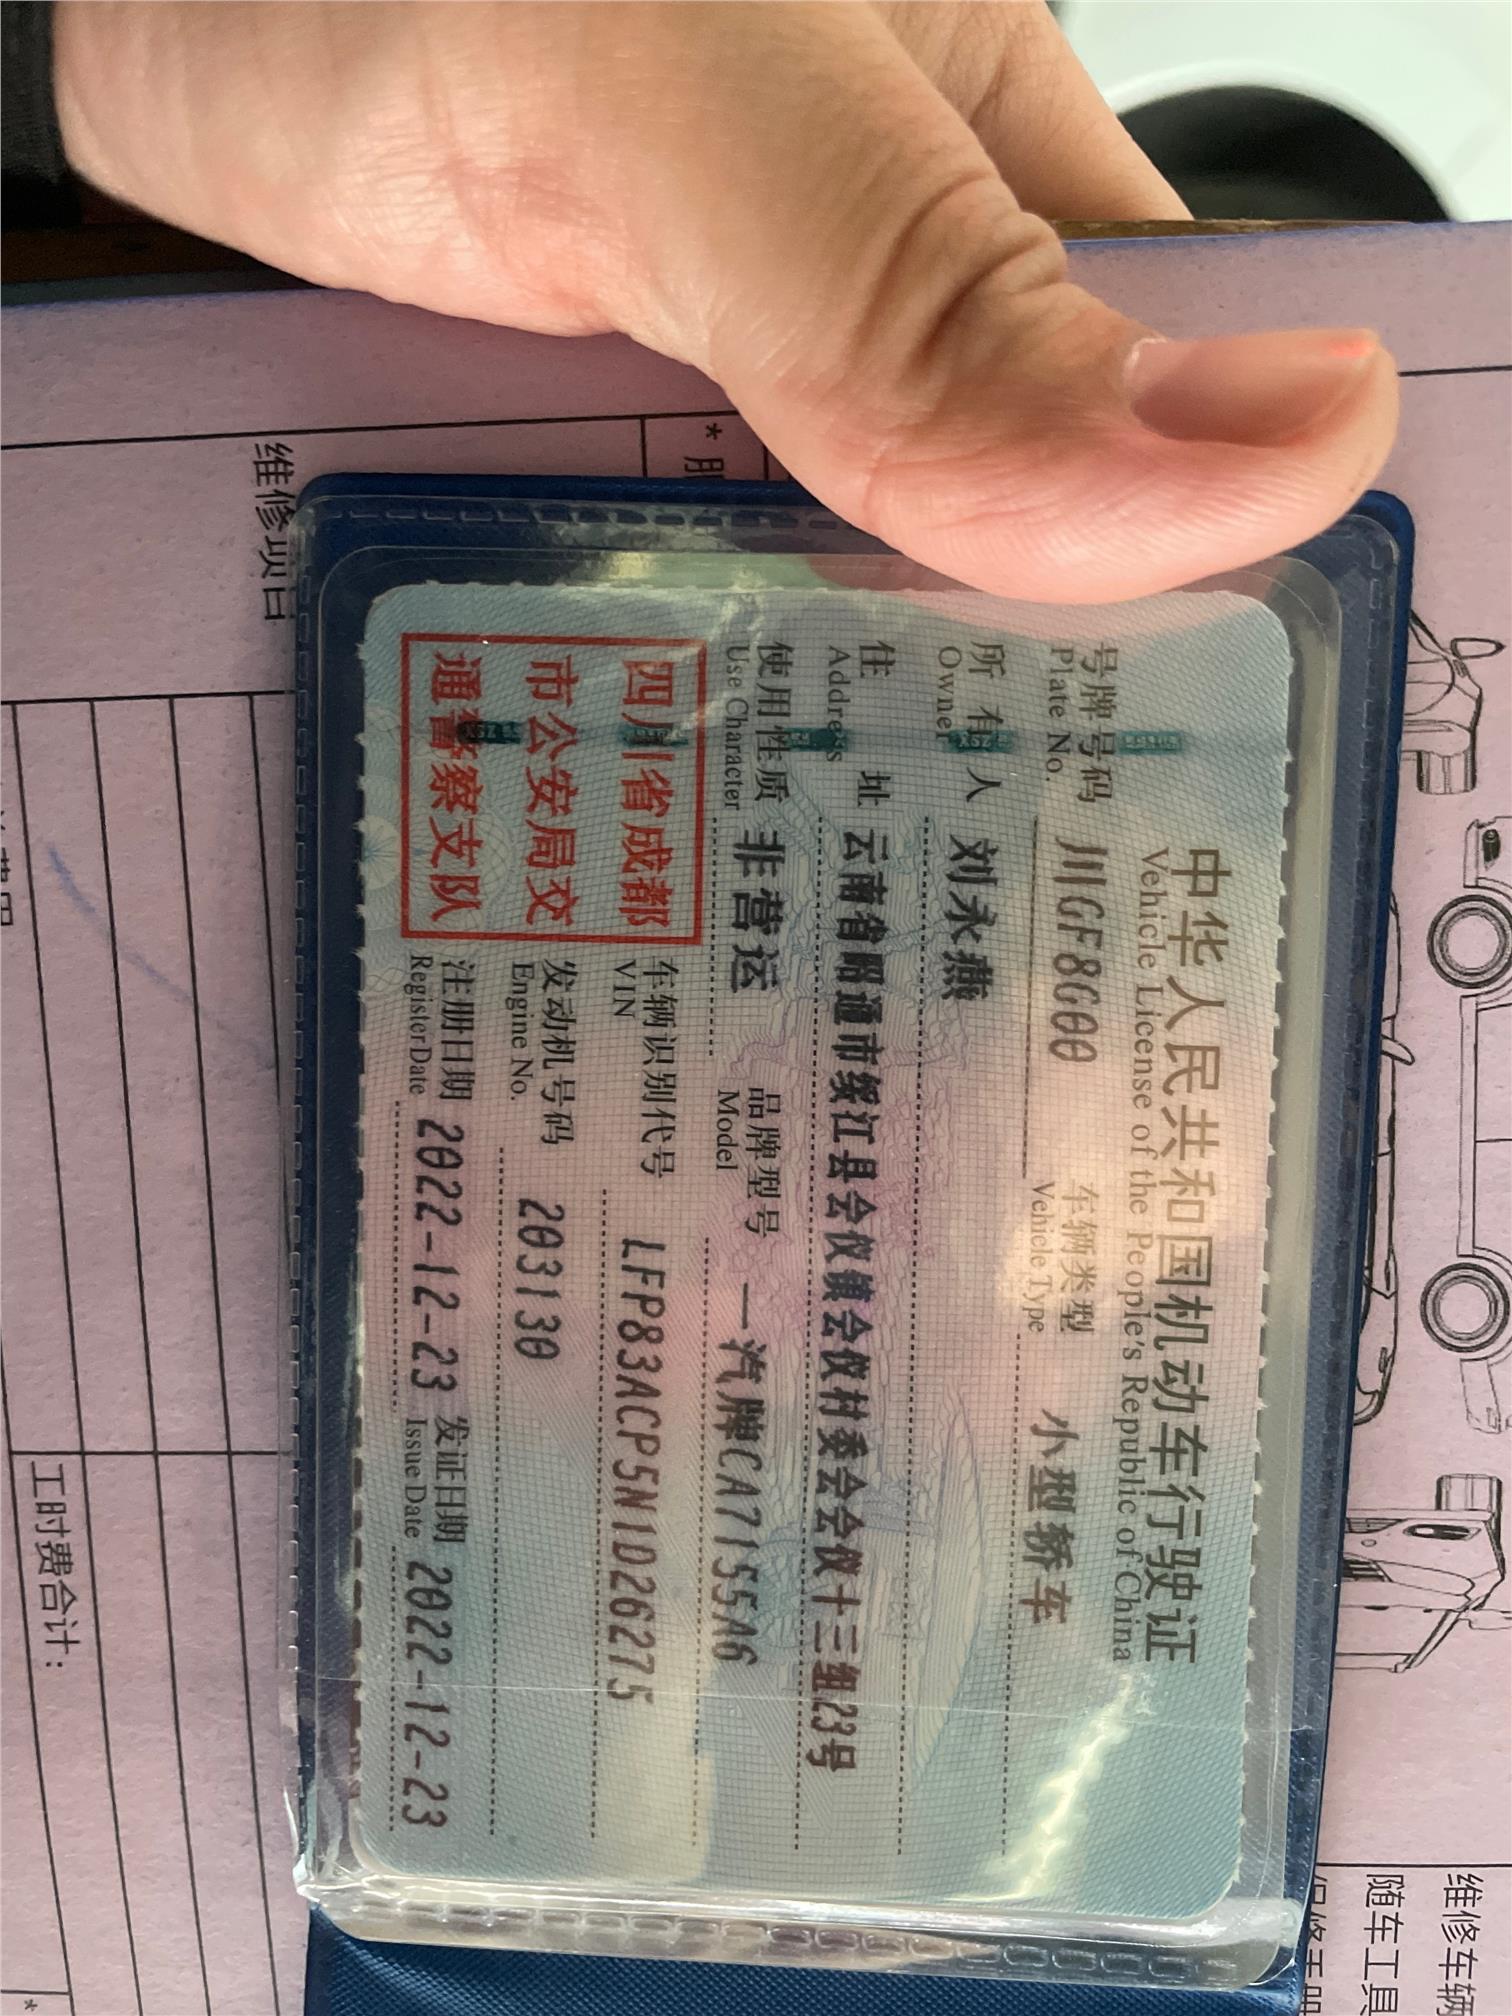 中华人民共和国机动车行驶证
Vehicle License of the People's Republic of China
号牌号码 川GF8G00 车辆类型 小型轿车
Plate No. Vehicle Type
所有人 刘永燕
Owner
住址 云南省昭通市绥江县会仪镇会仪村委会会仪十三组23号
Address
使用性质 非营运 品牌型号 一汽牌CA7155A6
Use Character Model
四川省成都
市公安局交
通警察支队
车辆识别代号 LFP83ACP5N1D26275
VIN
发动机号码 203130
Engine No.
注册日期 2022-12-23 发证日期 2022-12-23
Register Date Issue Date
维修项目
工时费合计：
维修车辆
随车工具